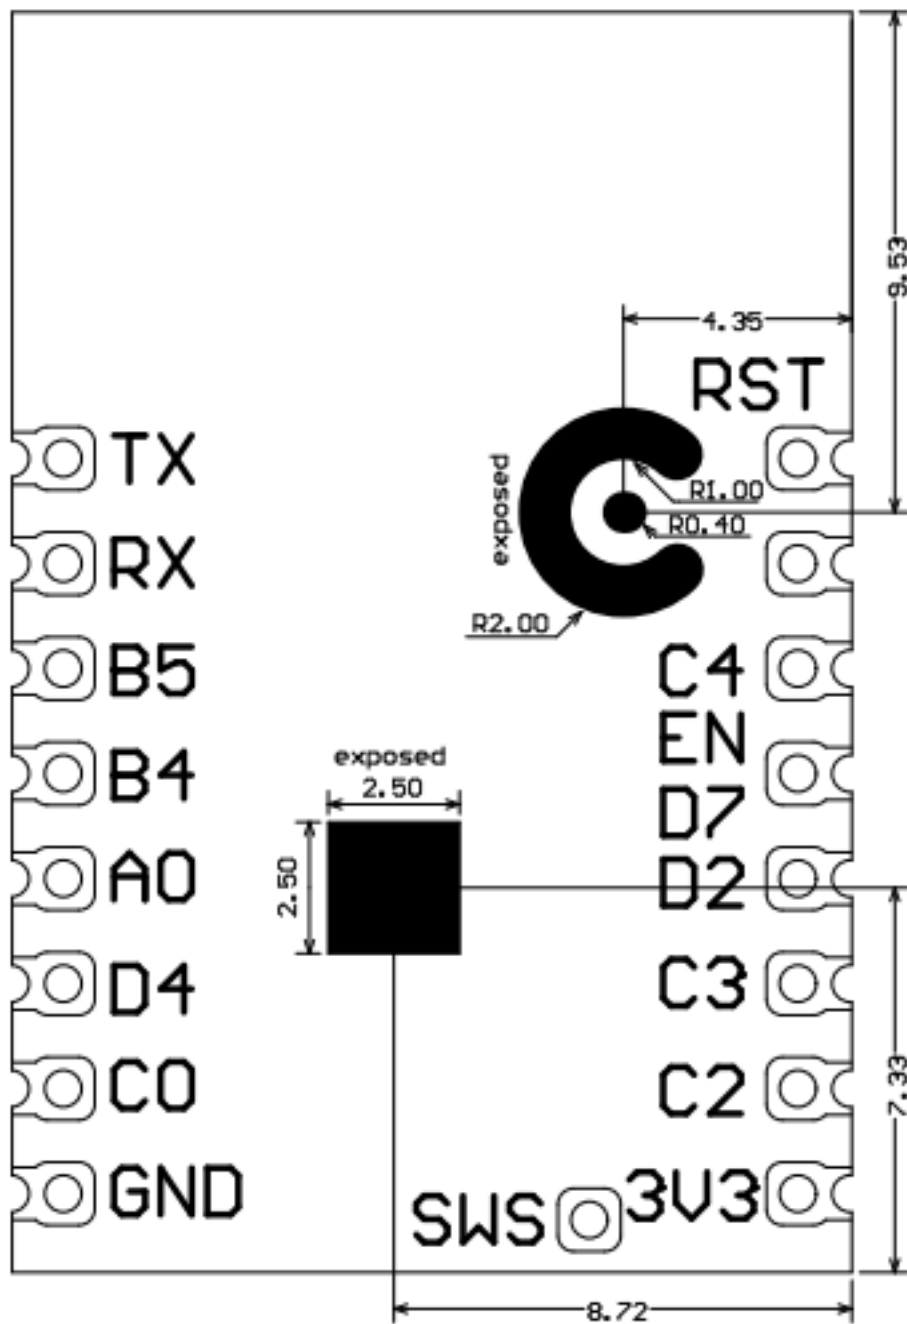 9.53
4.35
RST
TX
exposed
R1.00
R0.40
RX
R2.00
B5
C4
EN
exposed
2.50
B4
D7
2.50
A0
D2
D4
C3
C0
C2
7.33
GND
SWS
3V3
8.72